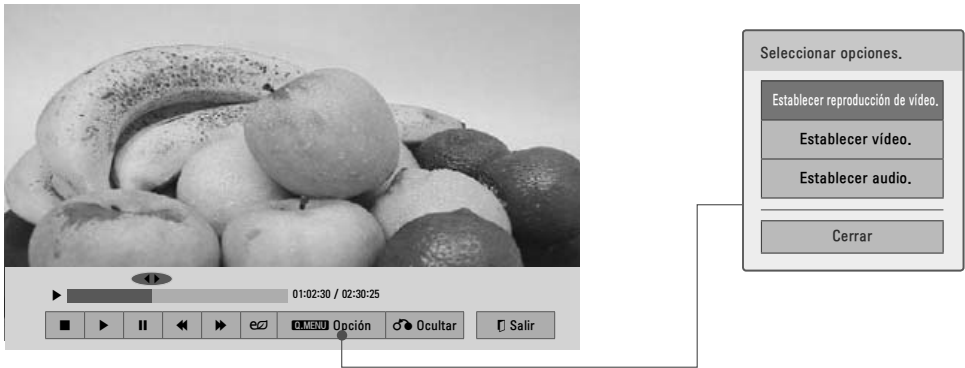 Seleccionar opciones.
Establecer reproducción de vídeo.
Establecer vídeo.
Establecer audio.
Cerrar
01:02:30 / 02:30:25
Q.MENU Opción
Ocultar
Salir